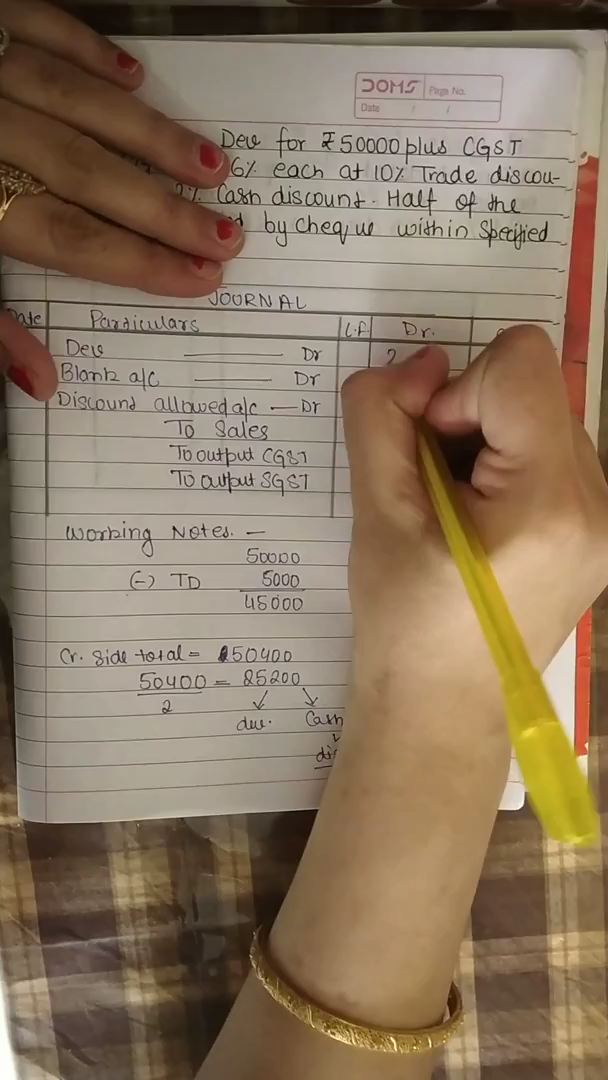 DOMS
Page No.
Date / /
Dev for ₹50000 plus CGST
6% each at 10% Trade discou-
2% Cash discount. Half of the
by Cheque within Specified
JOURNAL
Date Particulars L.F Dr.
Dev Dr 2
Blank a/c Dr
Discount allowed a/c — Dr
To Sales
To output CGST
To output SGST
Working Notes. —
50000
(-) TD 5000
45000
Cr. Side total = 50400
50400 = 25200
2
dev. Cash